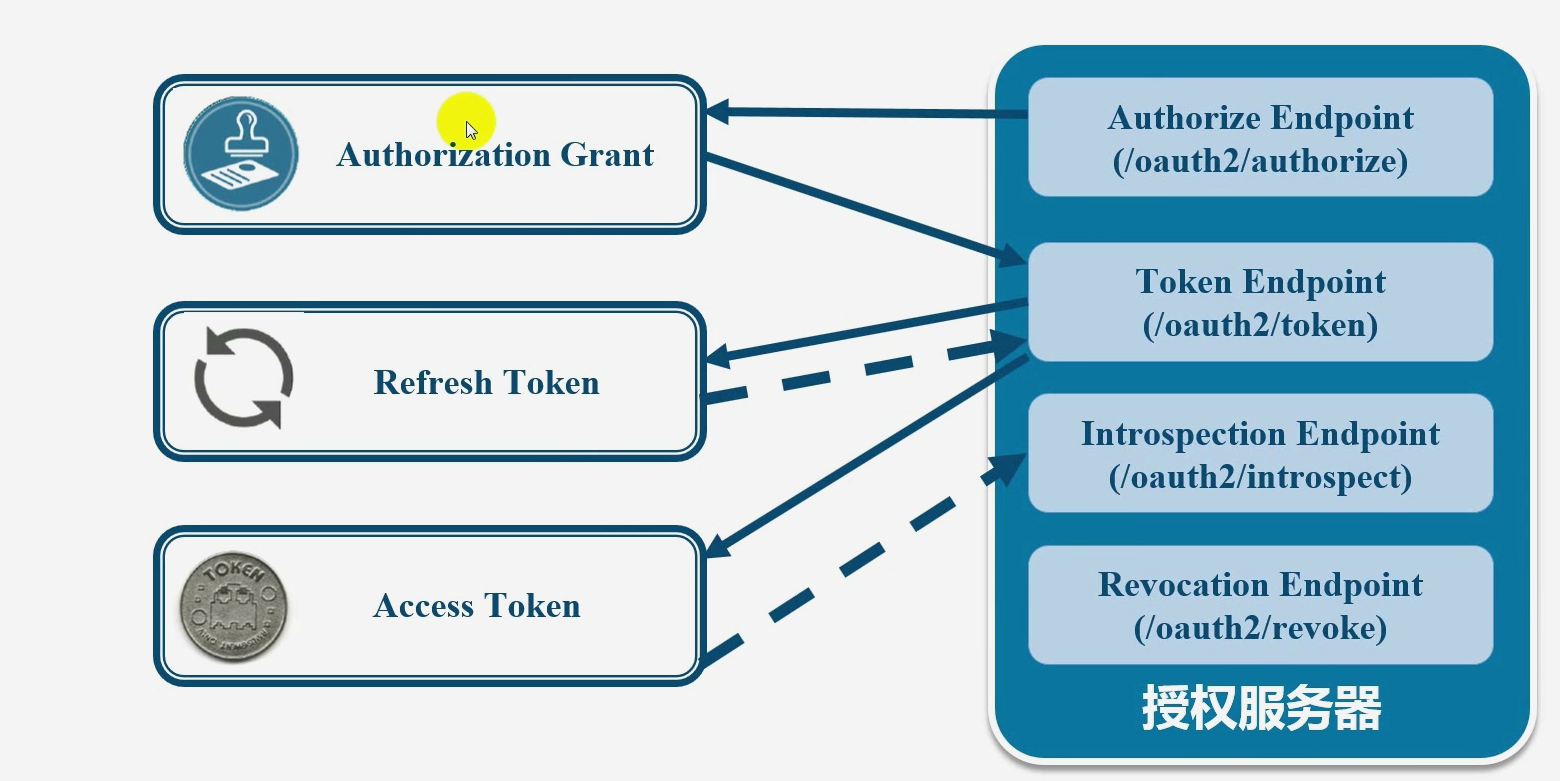 Authorization Grant
Refresh Token
TOKEN
Access Token
Authorize Endpoint
(/oauth2/authorize)
Token Endpoint
(/oauth2/token)
Introspection Endpoint
(/oauth2/introspect)
Revocation Endpoint
(/oauth2/revoke)
授权服务器